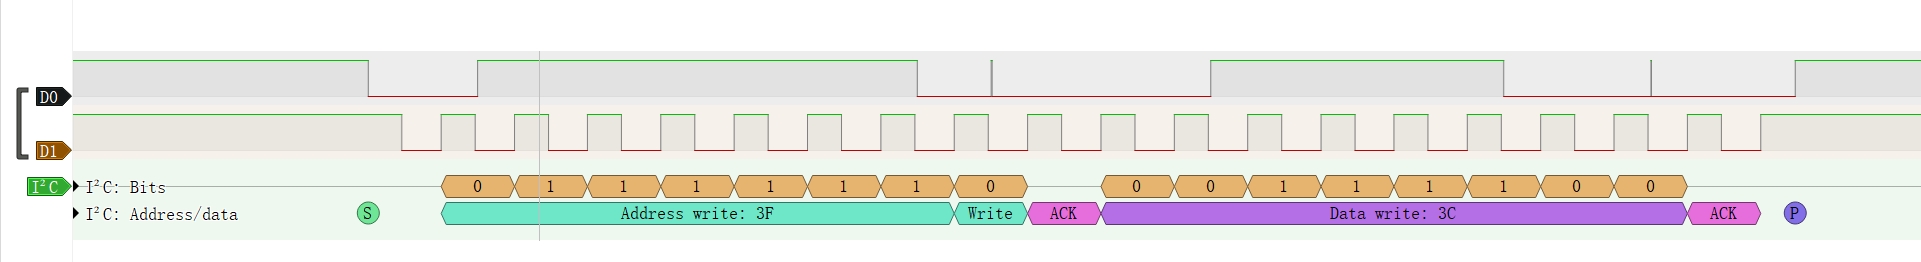 D0
D1
I²C I²C: Bits 0 1 1 1 1 1 1 0 0 0 1 1 1 1 0 0
I²C: Address/data S Address write: 3F Write ACK Data write: 3C ACK P